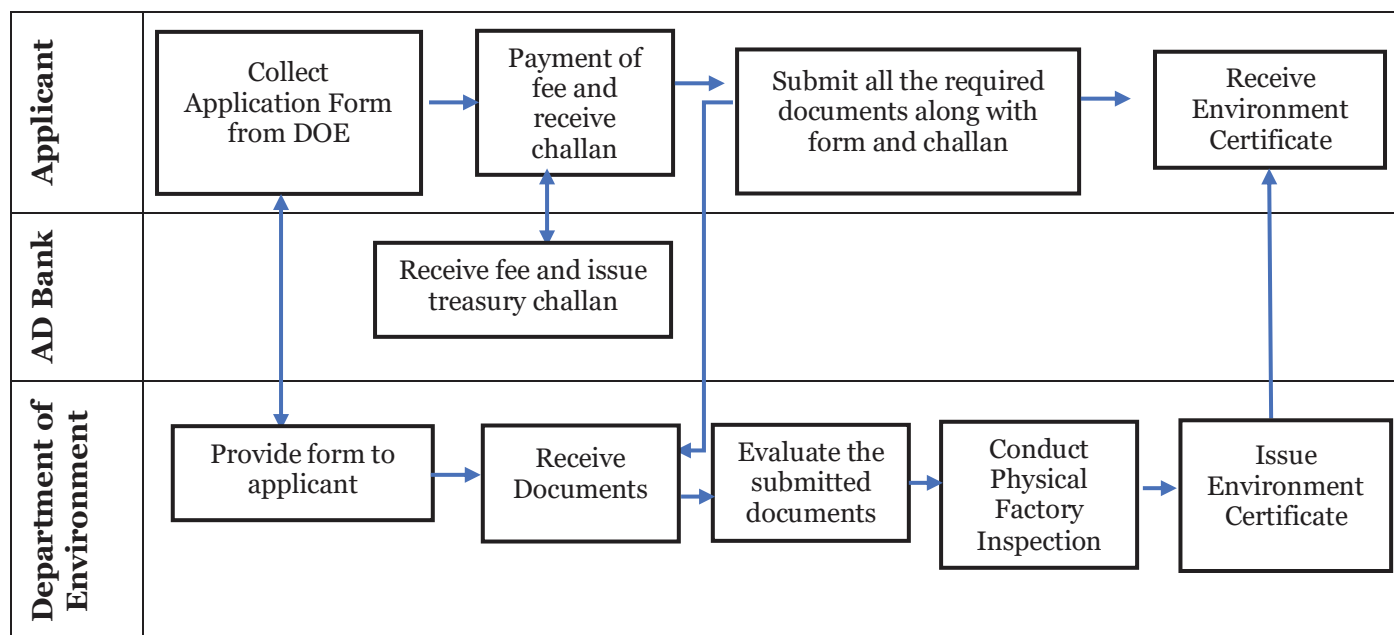 Applicant
Collect
Application Form
from DOE
Payment of
fee and
receive
challan
Submit all the required
documents along with
form and challan
Receive
Environment
Certificate
AD Bank
Receive fee and issue
treasury challan
Department of
Environment
Provide form to
applicant
Receive
Documents
Evaluate the
submitted
documents
Conduct
Physical
Factory
Inspection
Issue
Environment
Certificate